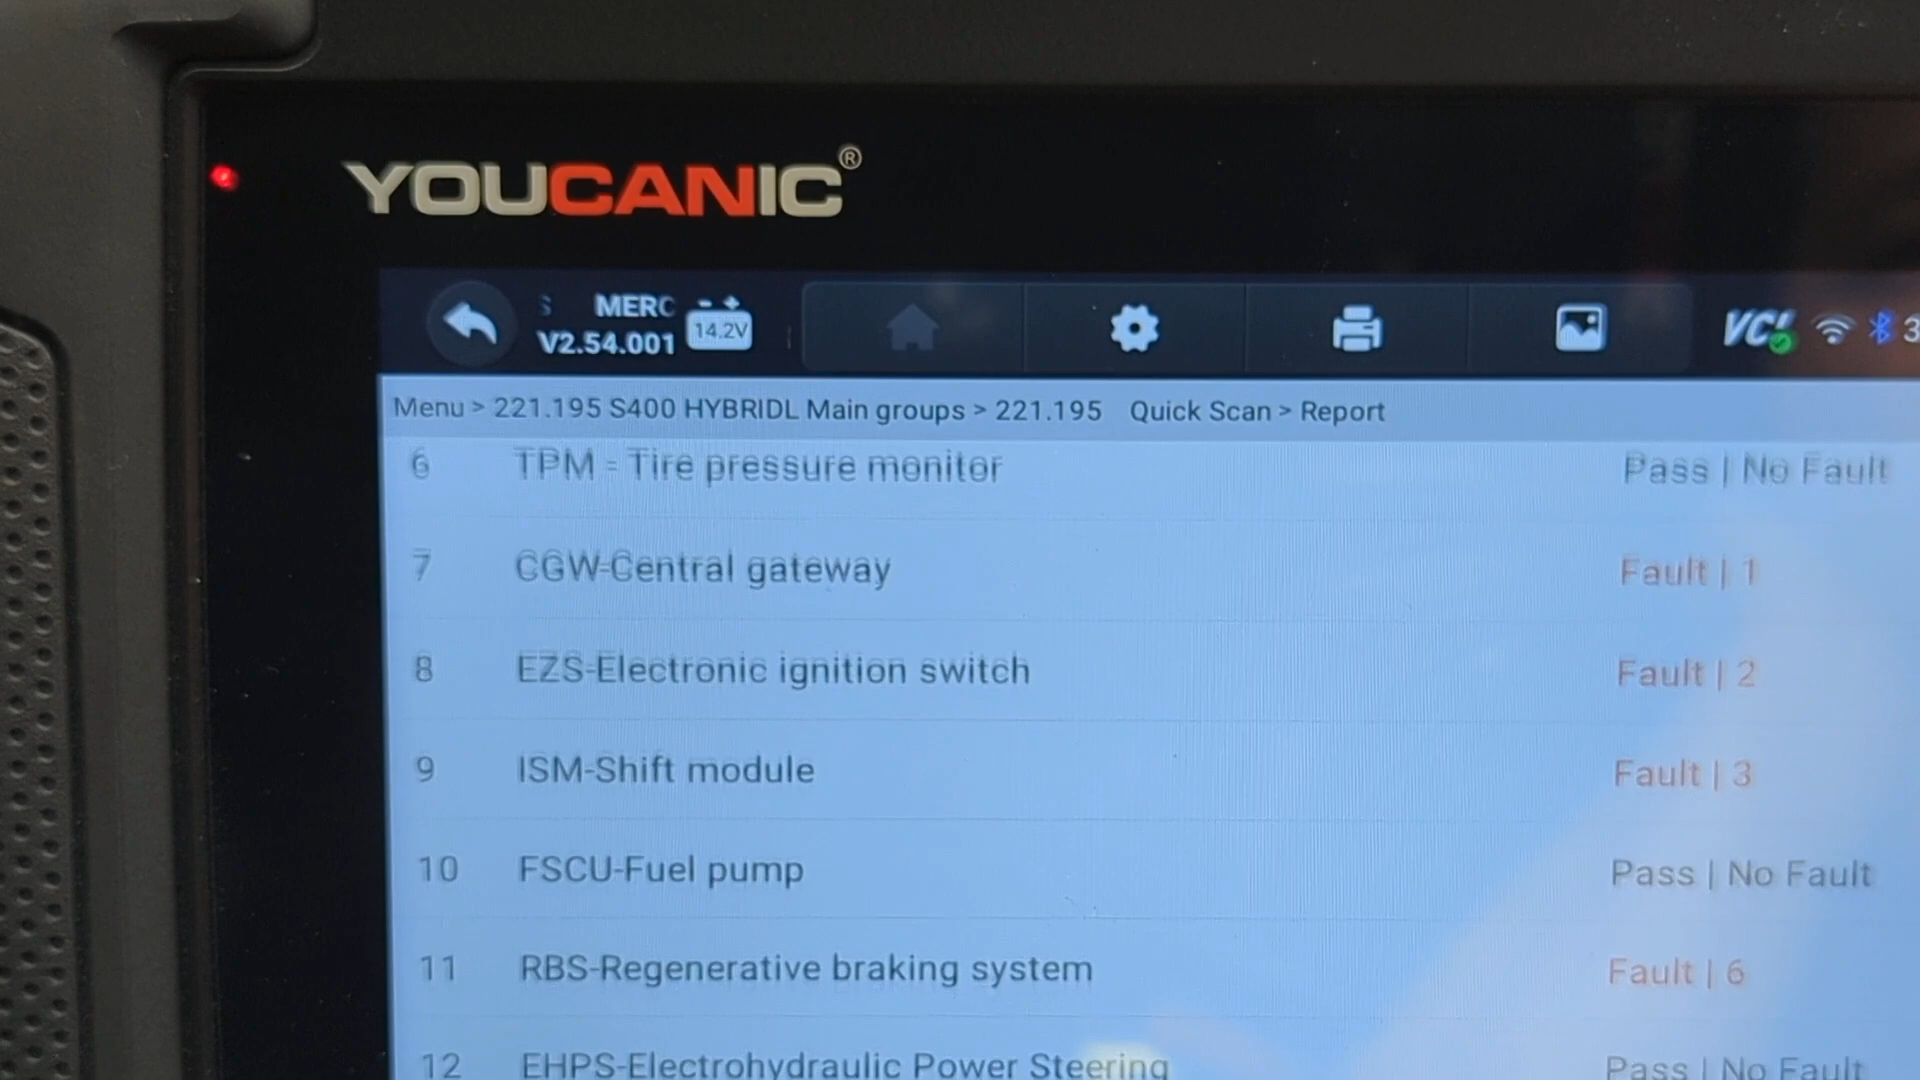 YOUCANIC®
S MERC
V2.54.001
14.2V
VCI
3
Menu > 221.195 S400 HYBRIDL Main groups > 221.195 Quick Scan > Report
6 TPM - Tire pressure monitor Pass | No Fault
7 CGW-Central gateway Fault | 1
8 EZS-Electronic ignition switch Fault | 2
9 ISM-Shift module Fault | 3
10 FSCU-Fuel pump Pass | No Fault
11 RBS-Regenerative braking system Fault | 6
12 EHPS-Electrohydraulic Power Steering Pass | No Fault